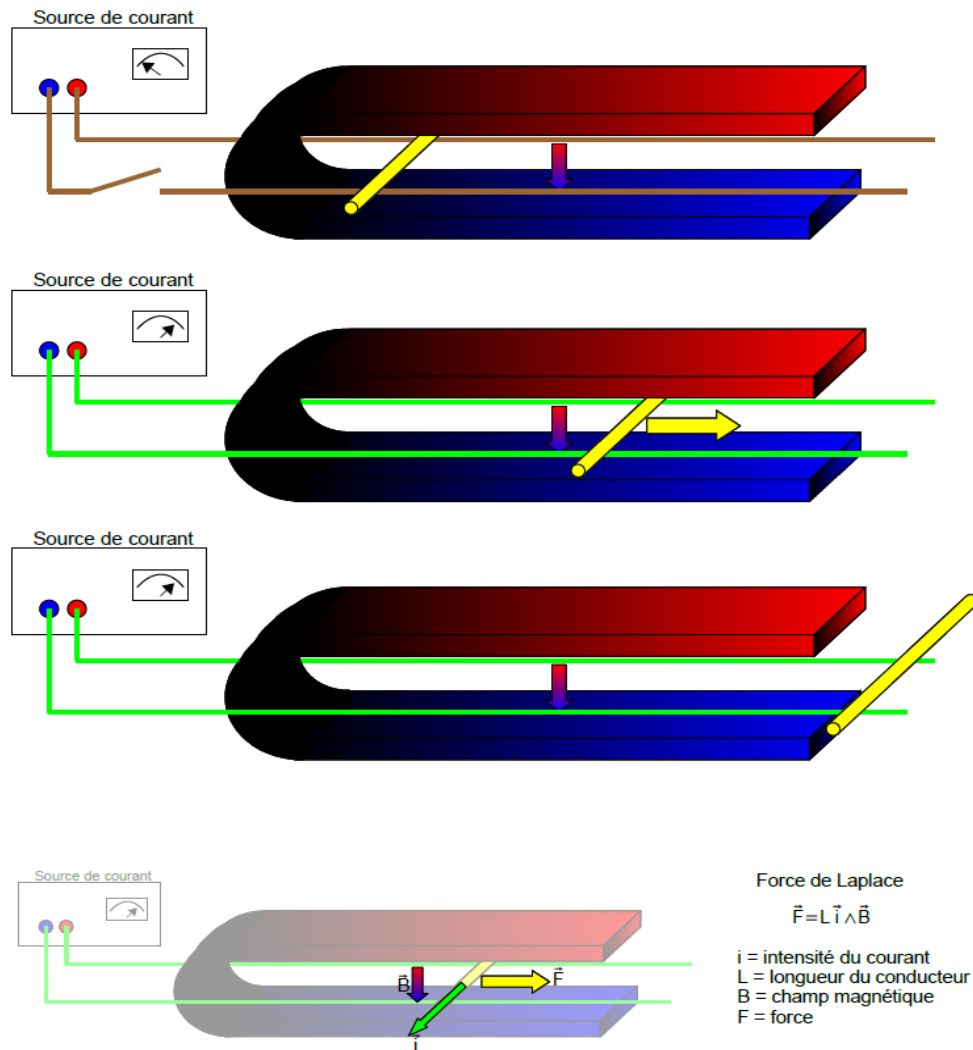 Source de courant
Source de courant
Source de courant
Source de courant
Force de Laplace
F⃗=L i⃗ ∧ B⃗
i = intensité du courant
L = longueur du conducteur
B = champ magnétique
F = force
B⃗
F⃗
i⃗